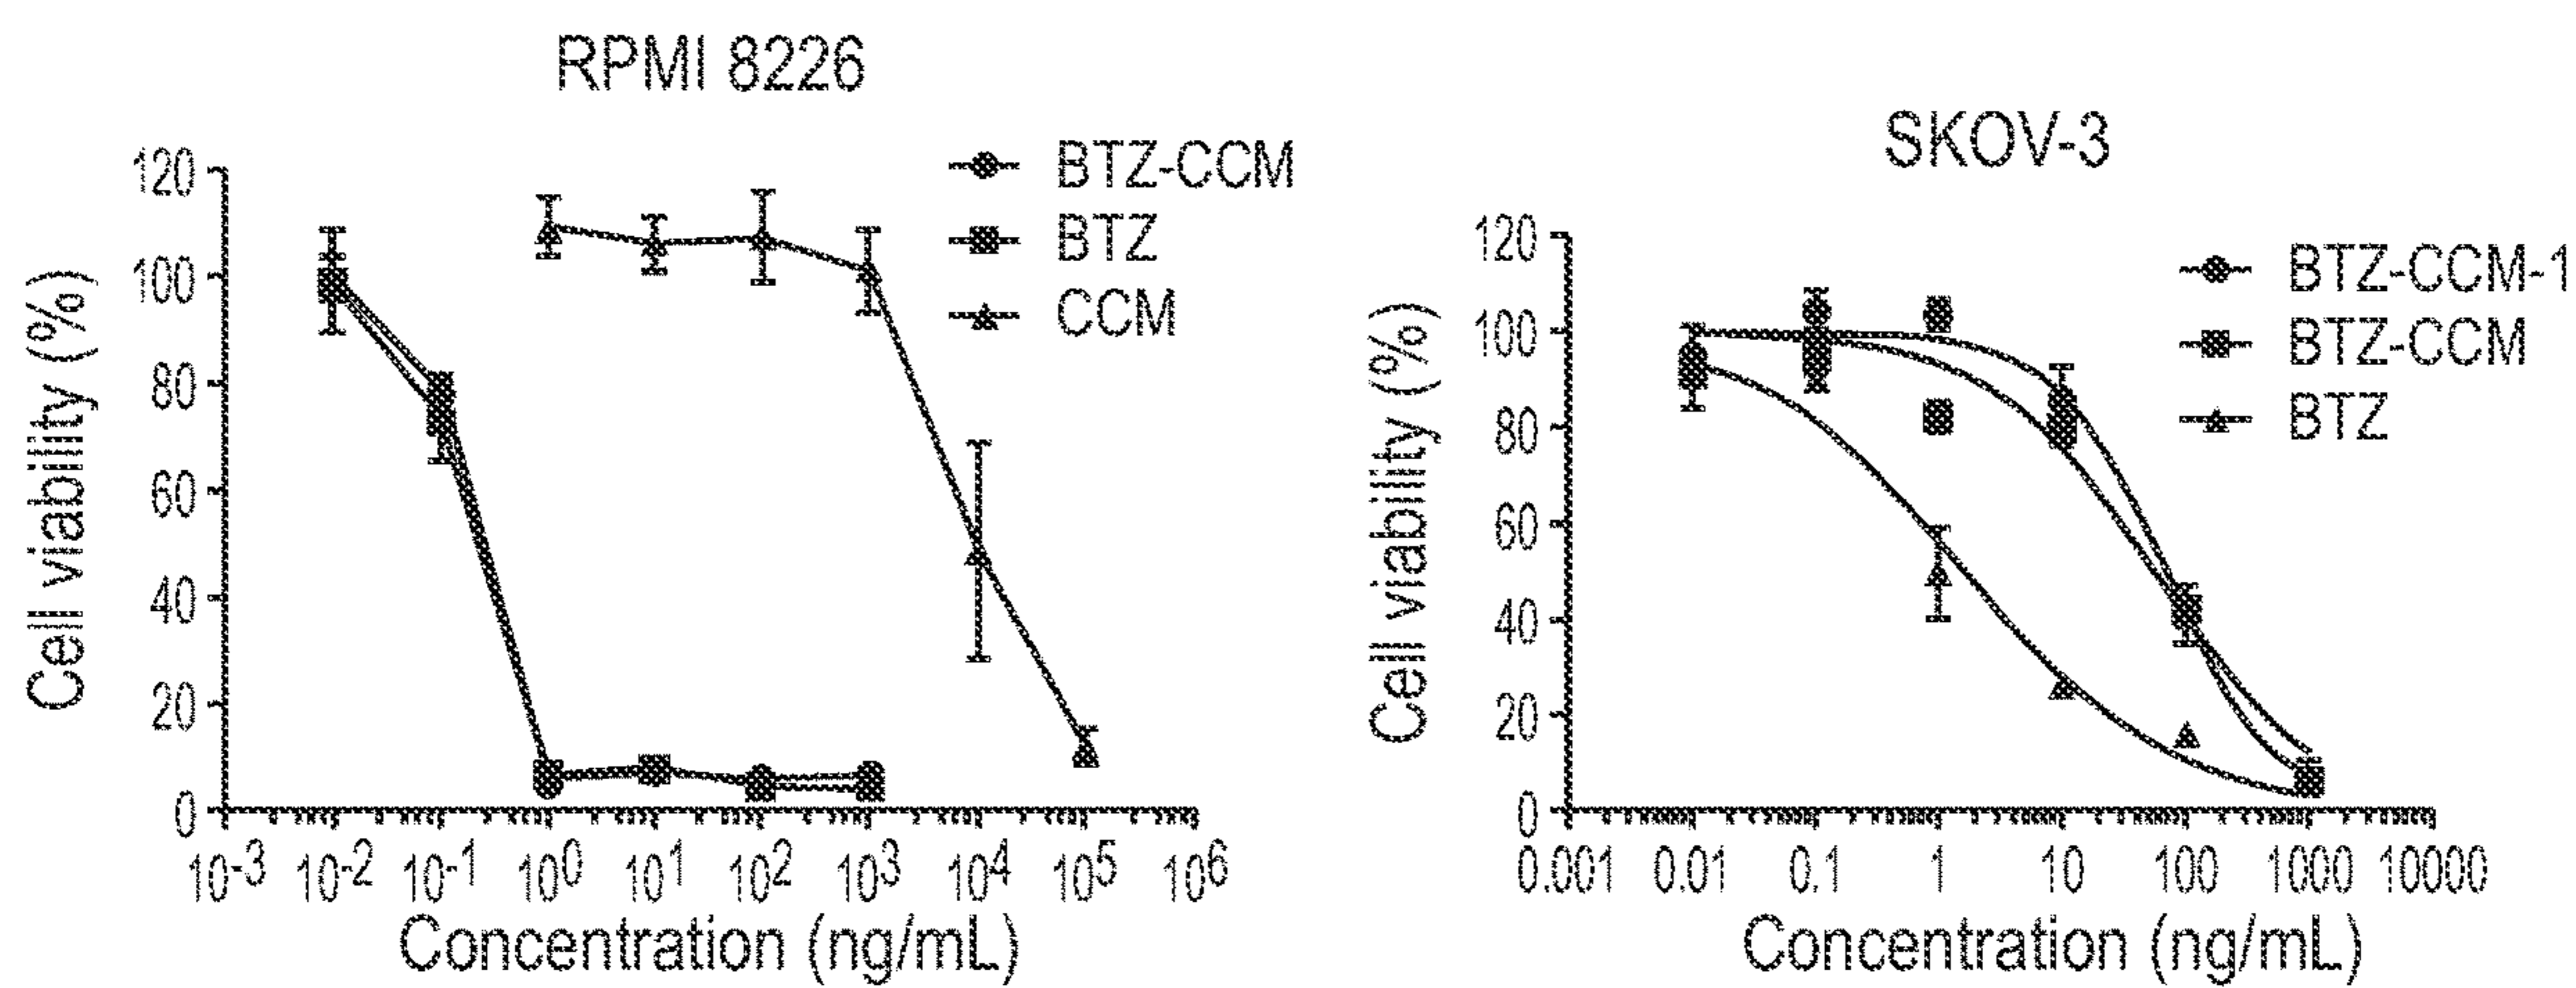 RPMI 8226
BTZ-CCM
BTZ
CCM
Cell viability (%)
120
100
80
60
40
20
0
10-3 10-2 10-1 100 101 102 103 104 105 106
Concentration (ng/mL)
SKOV-3
BTZ-CCM-1
BTZ-CCM
BTZ
Cell viability (%)
120
100
80
60
40
20
0
0.001 0.01 0.1 1 10 100 1000 10000
Concentration (ng/mL)